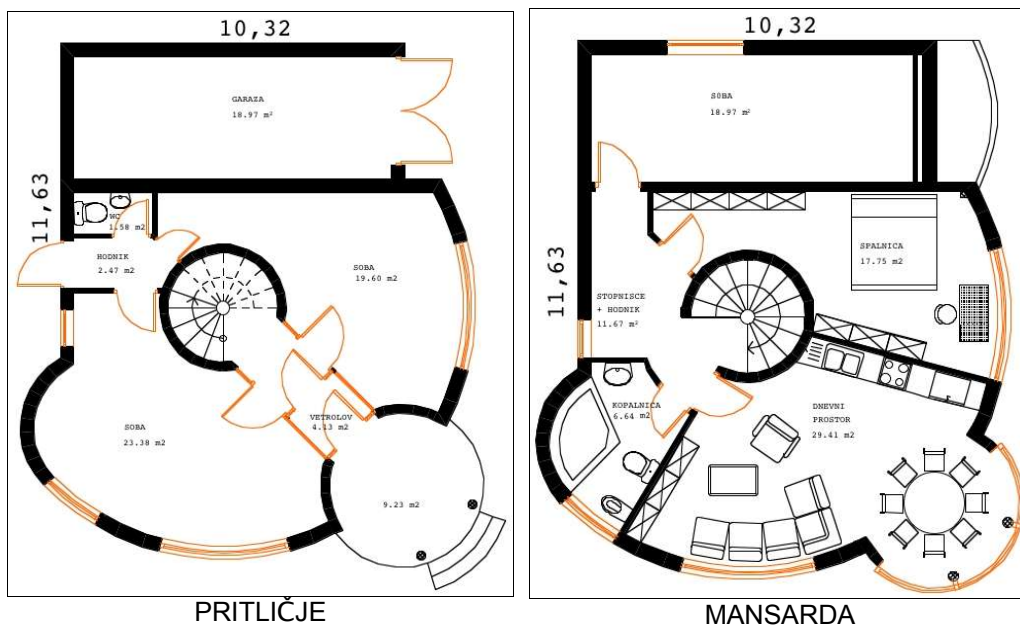 10,32
GARAZA
18.97 m²
11,63
WC
1.58 m2
HODNIK
2.47 m2
SOBA
19.60 m2
VETROLOV
4.13 m2
SOBA
23.38 m2
9.23 m2
PRITLIČJE
10,32
SOBA
18.97 m²
11,63
SPALNICA
17.75 m²
STOPNISCE
+ HODNIK
11.67 m²
KOPALNICA
6.64 m2
DNEVNI
PROSTOR
29.41 m2
MANSARDA